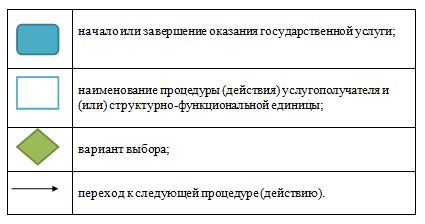 начало или завершение оказания государственной услуги;
наименование процедуры (действия) услугополучателя и
(или) структурно-функциональной единицы;
вариант выбора;
переход к следующей процедуре (действию).